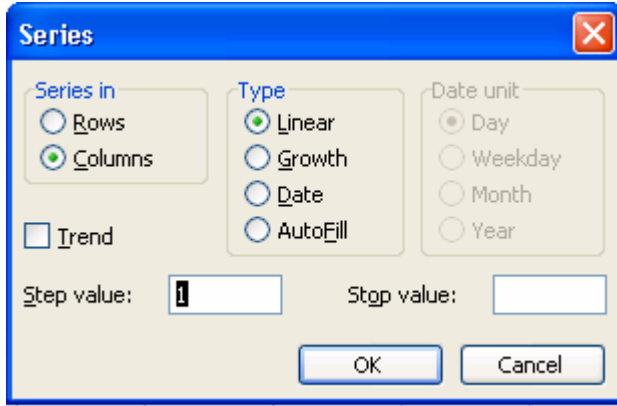 Series
Series in
Rows
Columns
Trend
Type
Linear
Growth
Date
AutoFill
Date unit
Day
Weekday
Month
Year
Step value: 1
Stop value:
OK
Cancel